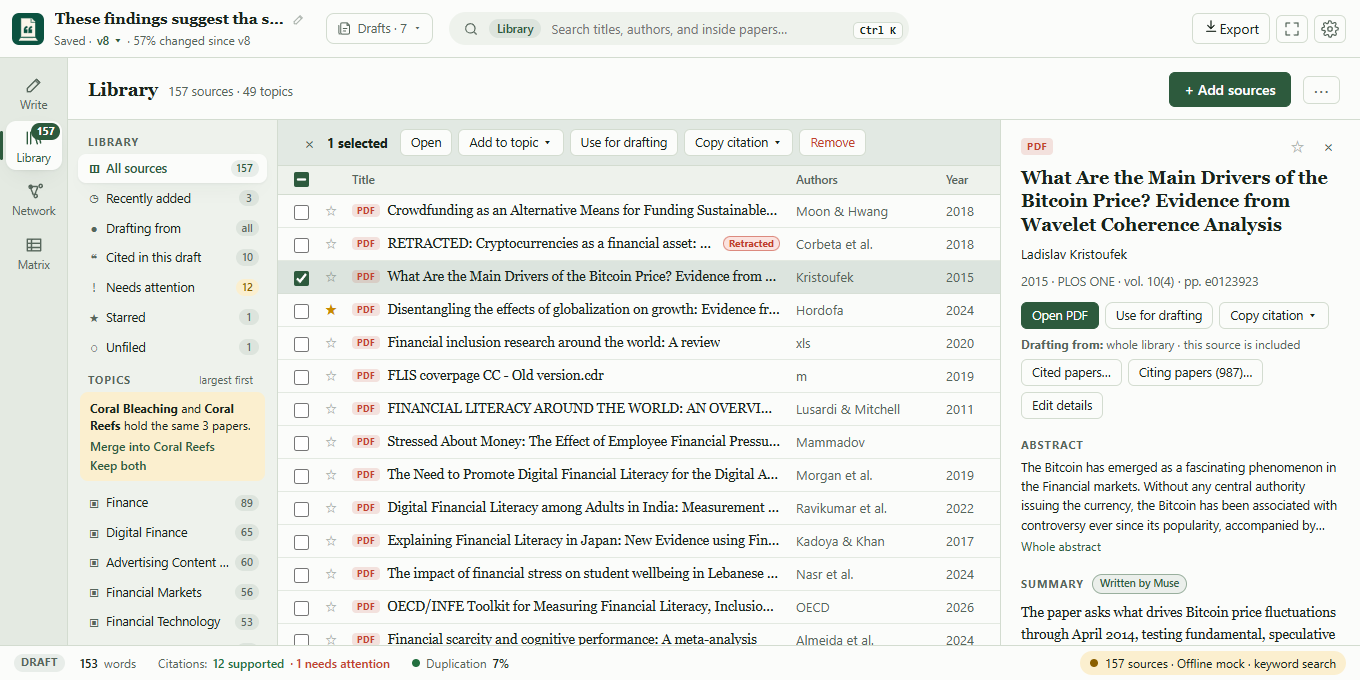 These findings suggest tha s...
Saved · v8 · 57% changed since v8
Drafts · 7
Library
Search titles, authors, and inside papers...
Ctrl K
Export
Write
157
Library
Network
Matrix
Library
157 sources · 49 topics
+ Add sources
...
LIBRARY
All sources 157
Recently added 3
Drafting from all
Cited in this draft 10
Needs attention 12
Starred 1
Unfiled 1
TOPICS largest first
Coral Bleaching and Coral
Reefs hold the same 3 papers.
Merge into Coral Reefs
Keep both
Finance 89
Digital Finance 65
Advertising Content ... 60
Financial Markets 56
Financial Technology 53
× 1 selected
Open
Add to topic
Use for drafting
Copy citation
Remove
Title Authors Year
PDF Crowdfunding as an Alternative Means for Funding Sustainable... Moon & Hwang 2018
PDF RETRACTED: Cryptocurrencies as a financial asset: ... Retracted Corbeta et al. 2018
PDF What Are the Main Drivers of the Bitcoin Price? Evidence from ... Kristoufek 2015
PDF Disentangling the effects of globalization on growth: Evidence fr... Hordofa 2024
PDF Financial inclusion research around the world: A review xls 2020
PDF FLIS coverpage CC - Old version.cdr m 2019
PDF FINANCIAL LITERACY AROUND THE WORLD: AN OVERVI... Lusardi & Mitchell 2011
PDF Stressed About Money: The Effect of Employee Financial Pressu... Mammadov
PDF The Need to Promote Digital Financial Literacy for the Digital A... Morgan et al. 2019
PDF Digital Financial Literacy among Adults in India: Measurement ... Ravikumar et al. 2022
PDF Explaining Financial Literacy in Japan: New Evidence using Fin... Kadoya & Khan 2017
PDF The impact of financial stress on student wellbeing in Lebanese ... Nasr et al. 2024
PDF OECD/INFE Toolkit for Measuring Financial Literacy, Inclusio... OECD 2026
PDF Financial scarcity and cognitive performance: A meta-analysis Almeida et al. 2024
PDF
×
What Are the Main Drivers of the
Bitcoin Price? Evidence from
Wavelet Coherence Analysis
Ladislav Kristoufek
2015 · PLOS ONE · vol. 10(4) · pp. e0123923
Open PDF
Use for drafting
Copy citation
Drafting from: whole library · this source is included
Cited papers...
Citing papers (987)...
Edit details
ABSTRACT
The Bitcoin has emerged as a fascinating phenomenon in
the Financial markets. Without any central authority
issuing the currency, the Bitcoin has been associated with
controversy ever since its popularity, accompanied by...
Whole abstract
SUMMARY Written by Muse
The paper asks what drives Bitcoin price fluctuations
through April 2014, testing fundamental, speculative
DRAFT
153 words
Citations: 12 supported · 1 needs attention
Duplication 7%
157 sources · Offline mock · keyword search